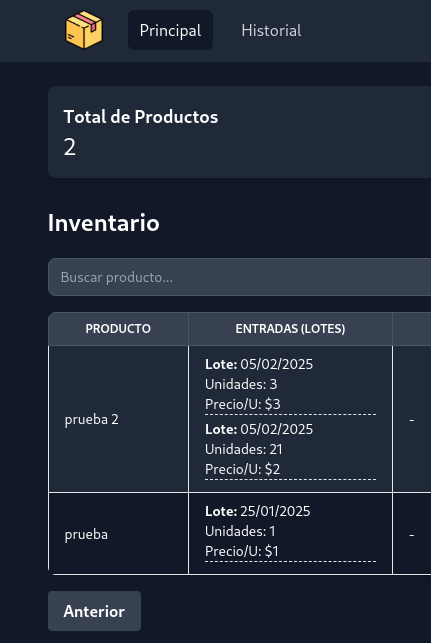 Principal Historial
Total de Productos
2
Inventario
Buscar producto...
PRODUCTO ENTRADAS (LOTES)
prueba 2
Lote: 05/02/2025
Unidades: 3
Precio/U: $3
Lote: 05/02/2025
Unidades: 21
Precio/U: $2
-
prueba
Lote: 25/01/2025
Unidades: 1
Precio/U: $1
-
Anterior